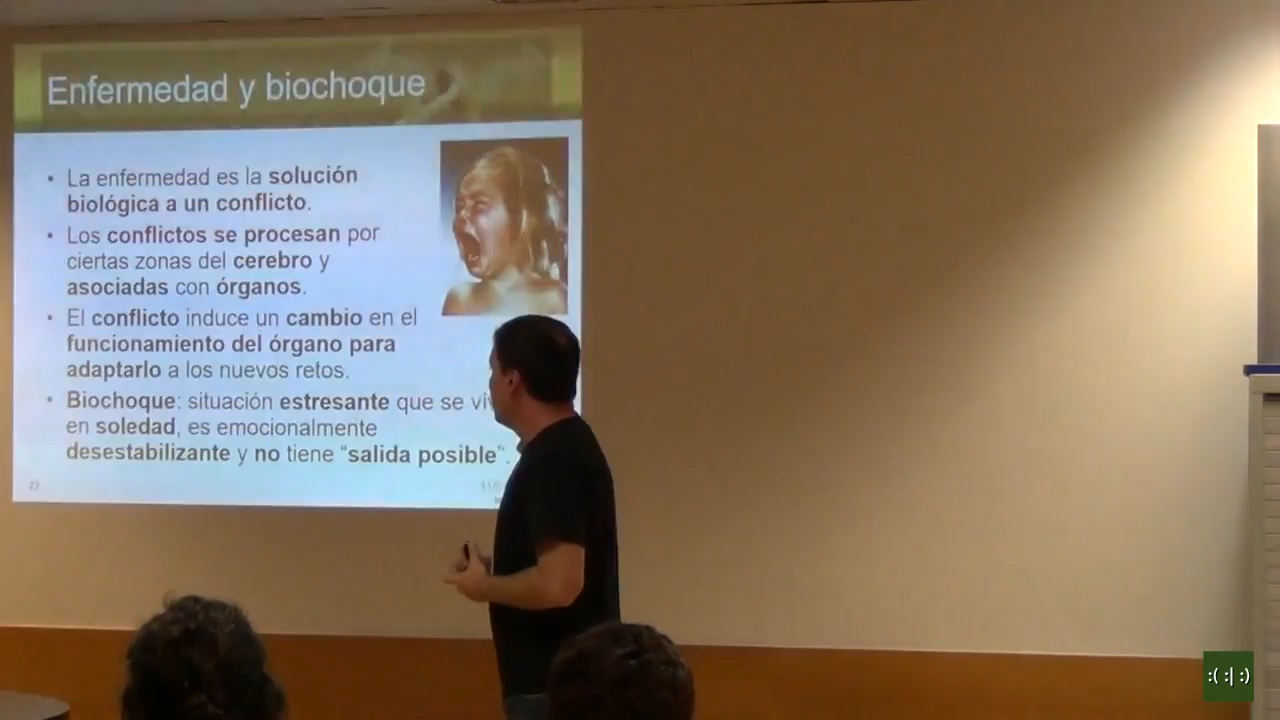 Enfermedad y biochoque
• La enfermedad es la solución
biológica a un conflicto.
• Los conflictos se procesan por
ciertas zonas del cerebro y
asociadas con órganos.
• El conflicto induce un cambio en el
funcionamiento del órgano para
adaptarlo a los nuevos retos.
• Biochoque: situación estresante que se
en soledad, es emocionalmente
desestabilizante y no tiene “salida posible”.
:( :| :)